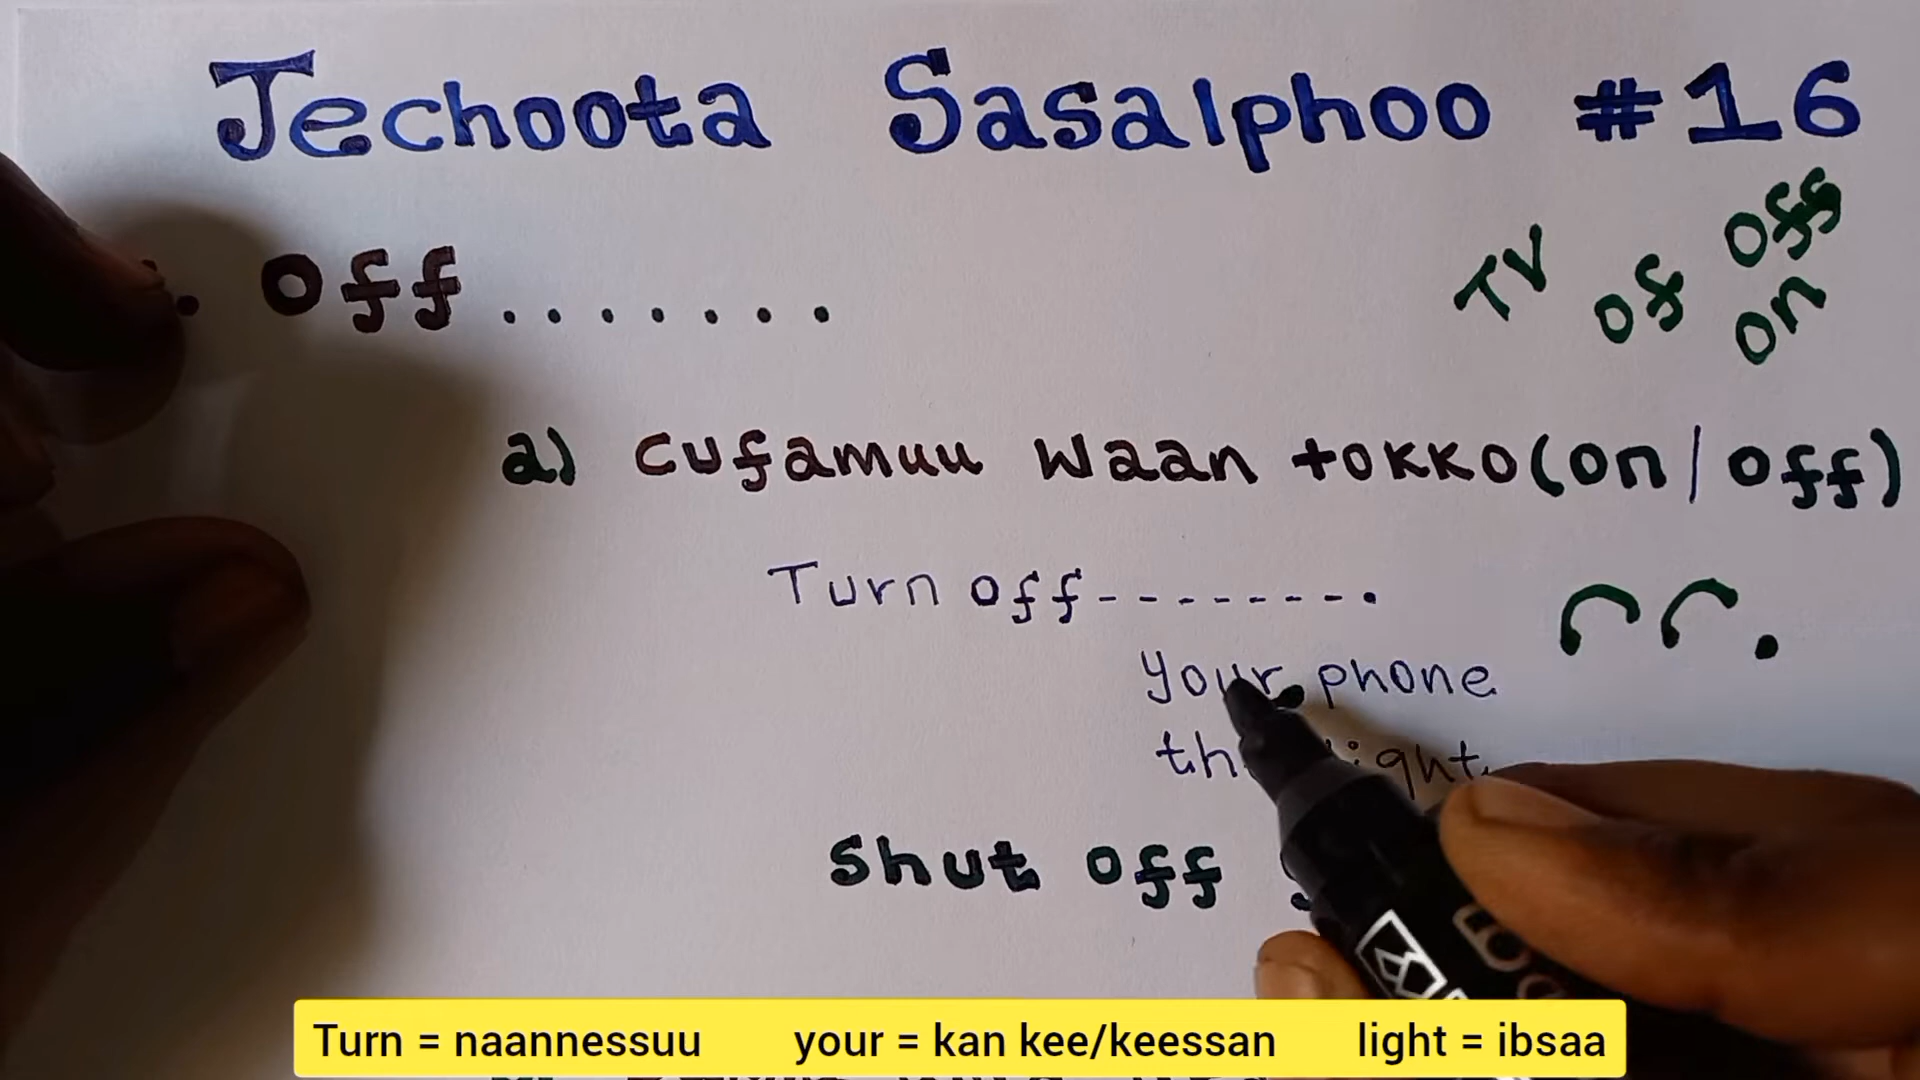 Jechoota Sasalphoo #16
off.......
TV of off
on
a) cufamuu waan tokko (on/off)
Turn off--------.
your phone
light
Shut off
Turn = naannessuu your = kan kee/keessan light = ibsaa